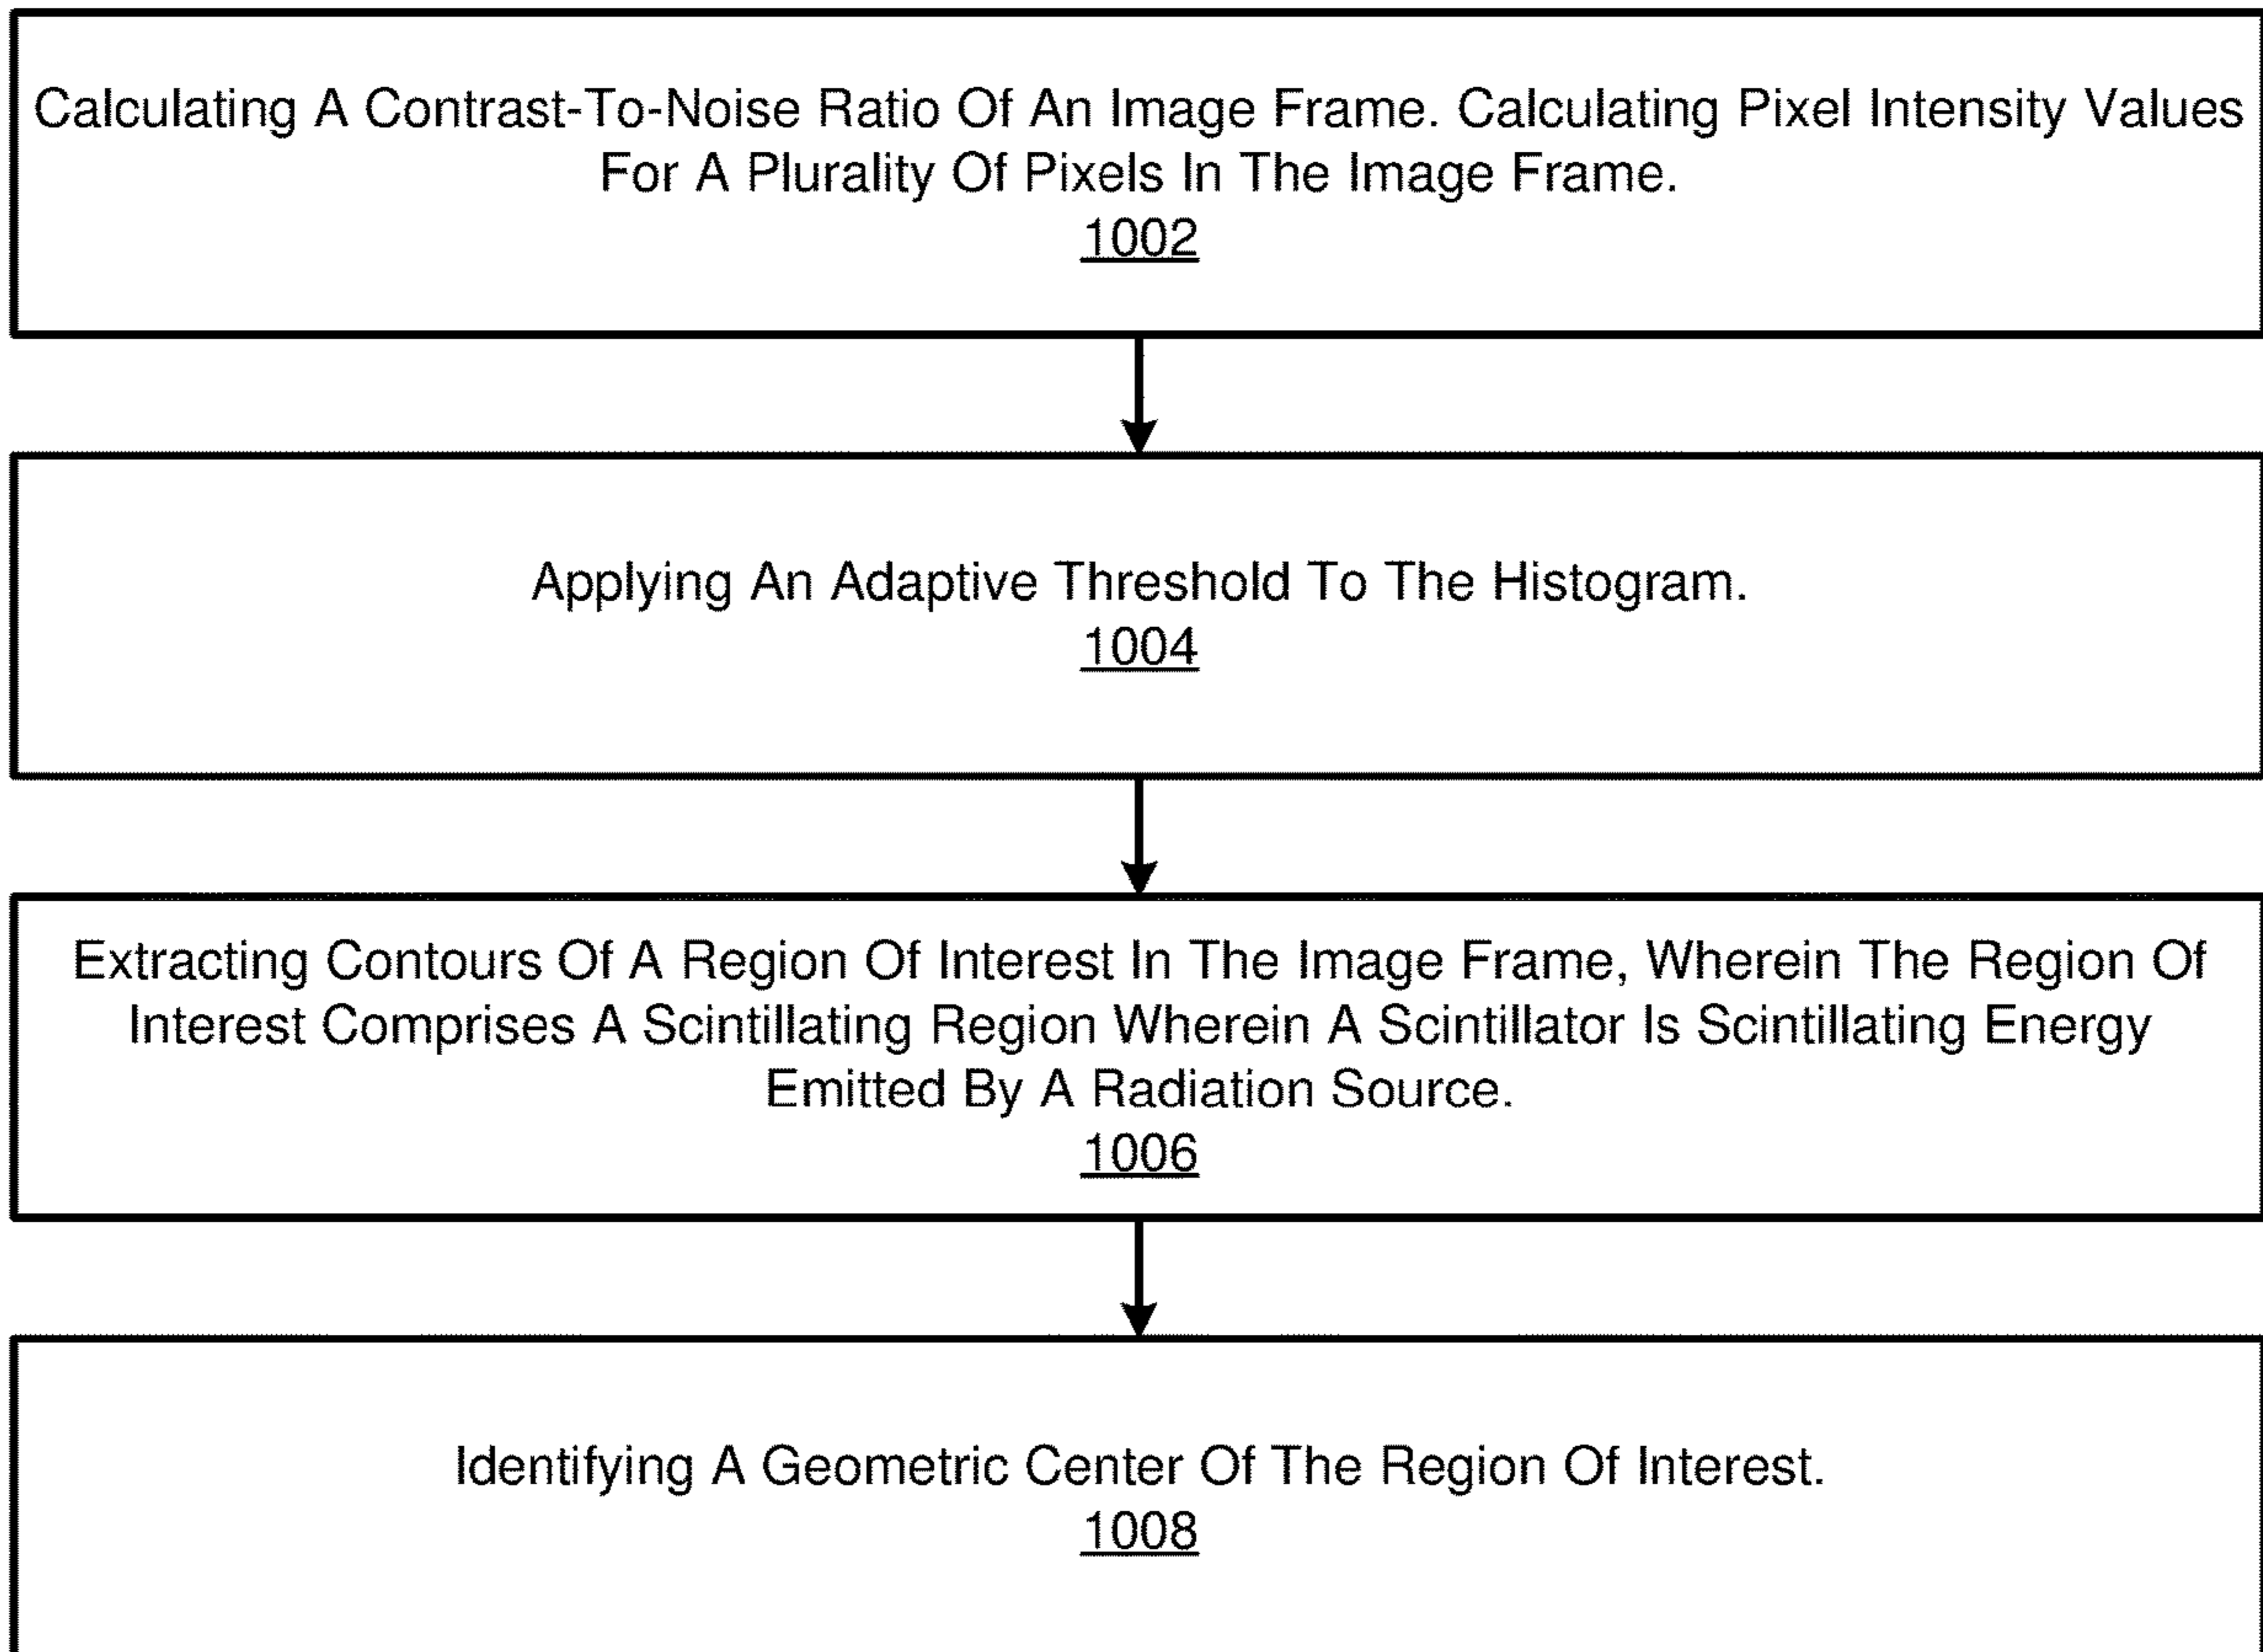 Calculating A Contrast-To-Noise Ratio Of An Image Frame. Calculating Pixel Intensity Values
For A Plurality Of Pixels In The Image Frame.
1002
Applying An Adaptive Threshold To The Histogram.
1004
Extracting Contours Of A Region Of Interest In The Image Frame, Wherein The Region Of
Interest Comprises A Scintillating Region Wherein A Scintillator Is Scintillating Energy
Emitted By A Radiation Source.
1006
Identifying A Geometric Center Of The Region Of Interest.
1008